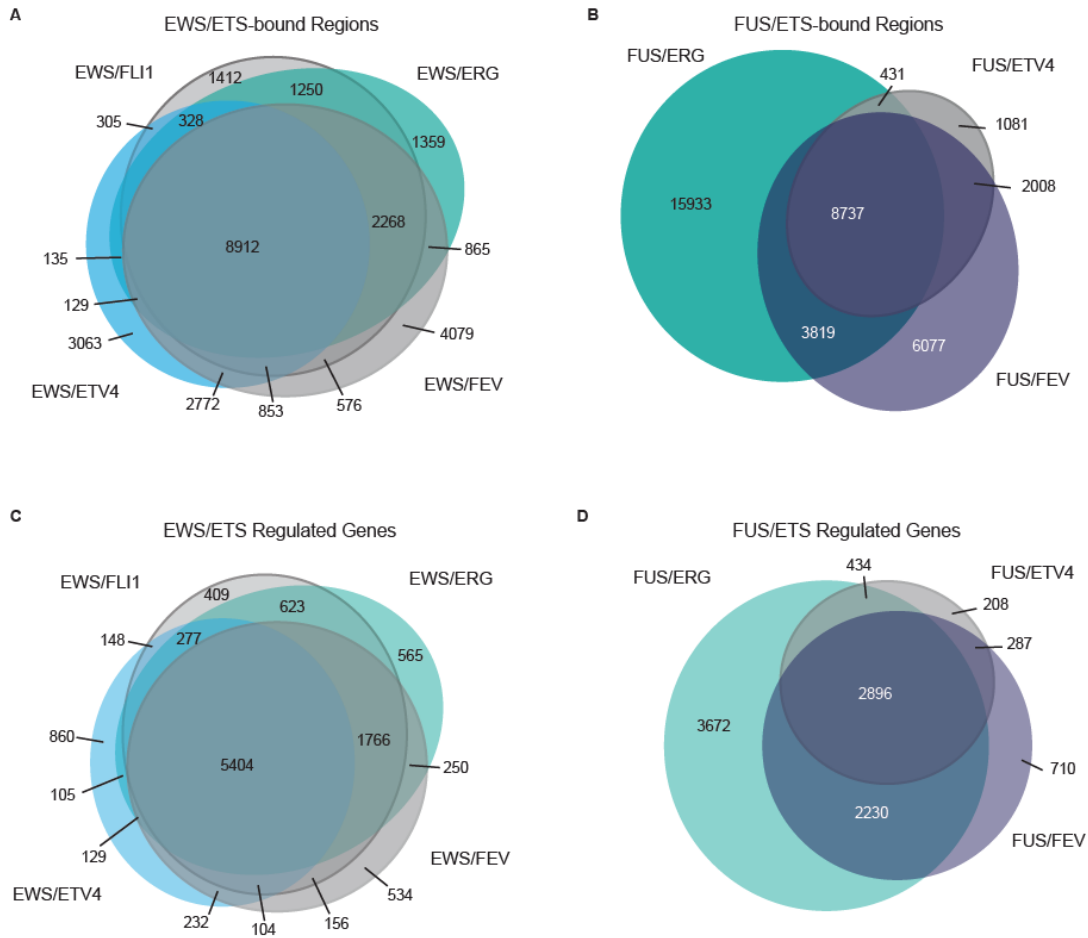 A
EWS/ETS-bound Regions
EWS/FLI1
EWS/ERG
1412
1250
305
328
1359
2268
8912
865
135
129
3063
4079
EWS/ETV4
EWS/FEV
2772
853
576
B
FUS/ETS-bound Regions
FUS/ERG
FUS/ETV4
431
1081
2008
15933
8737
3819
6077
FUS/FEV
C
EWS/ETS Regulated Genes
EWS/FLI1
EWS/ERG
409
623
148
277
565
860
1766
5404
250
105
129
EWS/FEV
EWS/ETV4
534
232
104
156
D
FUS/ETS Regulated Genes
FUS/ERG
434
FUS/ETV4
208
287
2896
3672
710
2230
FUS/FEV